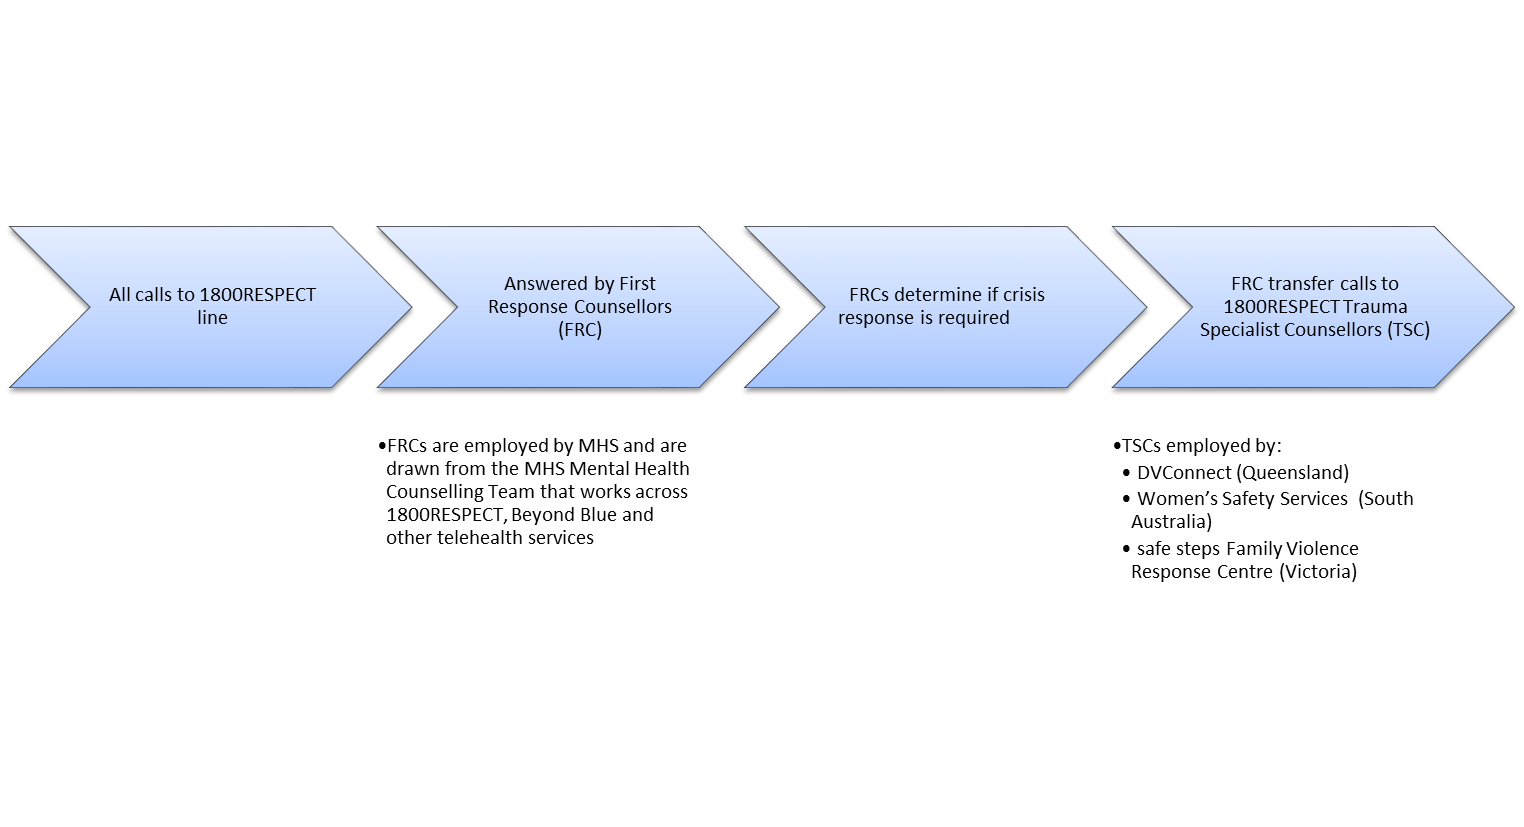 All calls to 1800RESPECT
line
Answered by First
Response Counsellors
(FRC)
FRCs determine if crisis
response is required
FRC transfer calls to
1800RESPECT Trauma
Specialist Counsellors (TSC)
•FRCs are employed by MHS and are
drawn from the MHS Mental Health
Counselling Team that works across
1800RESPECT, Beyond Blue and
other telehealth services
•TSCs employed by:
• DVConnect (Queensland)
• Women’s Safety Services (South
Australia)
• safe steps Family Violence
Response Centre (Victoria)